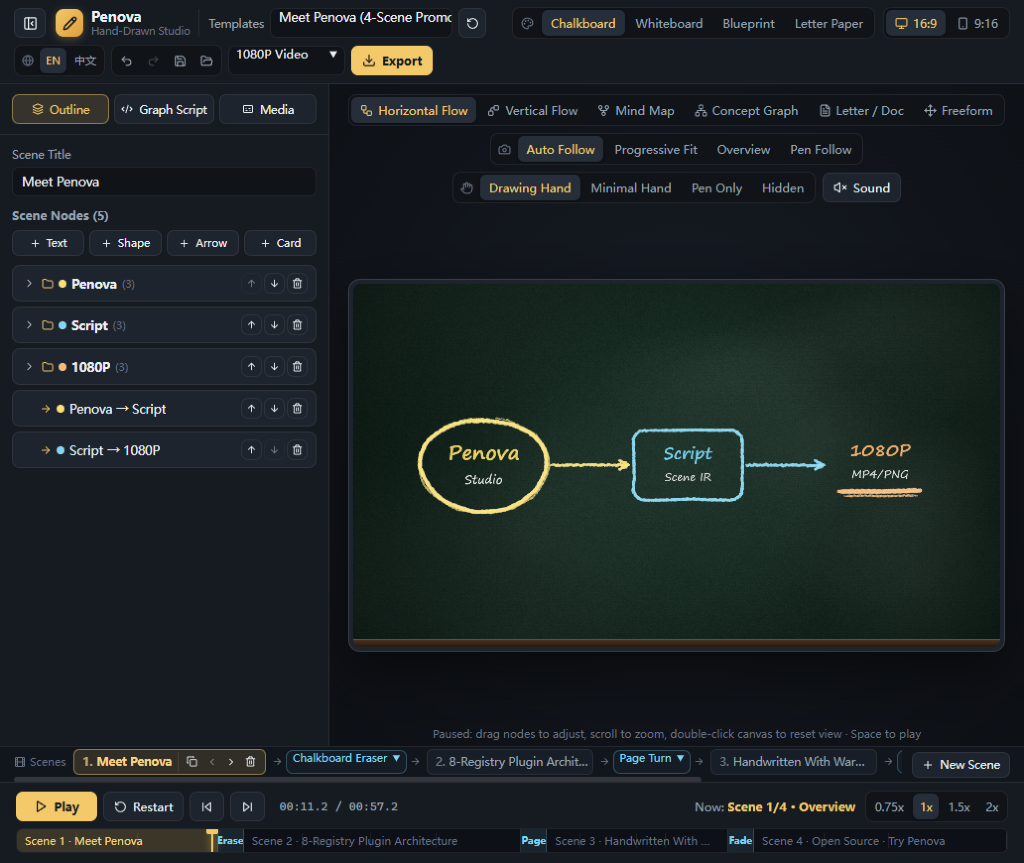 Penova
Hand-Drawn Studio
Templates
Meet Penova (4-Scene Promo
Chalkboard
Whiteboard
Blueprint
Letter Paper
16:9
9:16
EN
中文
1080P Video
Export
Outline
Graph Script
Media
Horizontal Flow
Vertical Flow
Mind Map
Concept Graph
Letter / Doc
Freeform
Auto Follow
Progressive Fit
Overview
Pen Follow
Drawing Hand
Minimal Hand
Pen Only
Hidden
Sound
Scene Title
Meet Penova
Scene Nodes (5)
+ Text
+ Shape
+ Arrow
+ Card
Penova (3)
Script (3)
1080P (3)
Penova → Script
Script → 1080P
Penova
Studio
Script
Scene IR
1080P
MP4/PNG
Paused: drag nodes to adjust, scroll to zoom, double-click canvas to reset view · Space to play
Scenes
1. Meet Penova
Chalkboard Eraser
2. 8-Registry Plugin Archit...
Page Turn
3. Handwritten With War...
+ New Scene
Play
Restart
00:11.2 / 00:57.2
Now: Scene 1/4 • Overview
0.75x
1x
1.5x
2x
Scene 1 · Meet Penova
Erase
Scene 2 · 8-Registry Plugin Architecture
Page
Scene 3 · Handwritten With ...
Fade
Scene 4 · Open Source · Try Penova